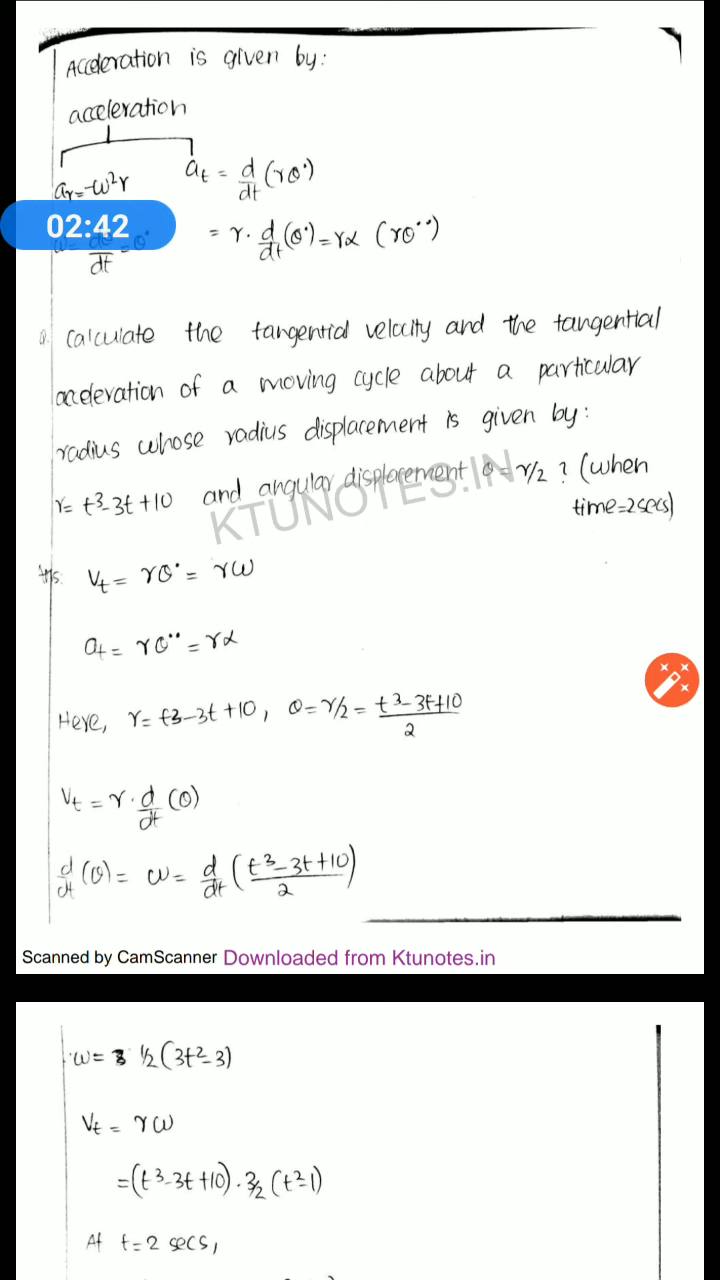 Acceleration is given by:
acceleration
aᵣ=-ω²r
aₜ = d/dt (rθ˙)
02:42
= r. d/dt (θ˙) = rα (rθ˙˙)
dt
Q. Calculate the tangential velocity and the tangential
acceleration of a moving cycle about a particular
radius whose radius displacement is given by:
r= t³-3t+10 and angular displacement θ=r/2 ? (when
time=2secs)
KTUNOTES.IN
Ans: Vₜ = rθ˙ = rω
aₜ = rθ˙˙ = rα
Here, r= t3-3t+10, θ=r/2 = t³-3t+10/2
Vₜ = r. d/dt (θ)
d/dt (θ) = ω = d/dt (t³-3t+10/2)
Scanned by CamScanner Downloaded from Ktunotes.in
ω= 1/2 (3t²-3)
Vₜ = rω
=(t³-3t+10). 3/2 (t²-1)
At t=2 secs,